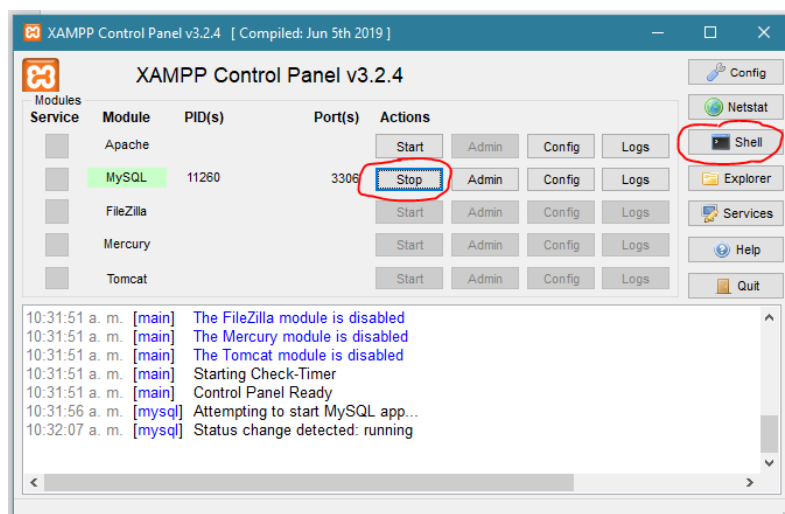 XAMPP Control Panel v3.2.4 [ Compiled: Jun 5th 2019 ]
XAMPP Control Panel v3.2.4
Config
Modules
Netstat
Service Module PID(s) Port(s) Actions
Apache Start Admin Config Logs
Shell
MySQL 11260 3306 Stop Admin Config Logs
Explorer
FileZilla Start Admin Config Logs
Services
Mercury Start Admin Config Logs
Help
Tomcat Start Admin Config Logs
Quit
10:31:51 a. m. [main] The FileZilla module is disabled
10:31:51 a. m. [main] The Mercury module is disabled
10:31:51 a. m. [main] The Tomcat module is disabled
10:31:51 a. m. [main] Starting Check-Timer
10:31:51 a. m. [main] Control Panel Ready
10:31:56 a. m. [mysql] Attempting to start MySQL app...
10:32:07 a. m. [mysql] Status change detected: running